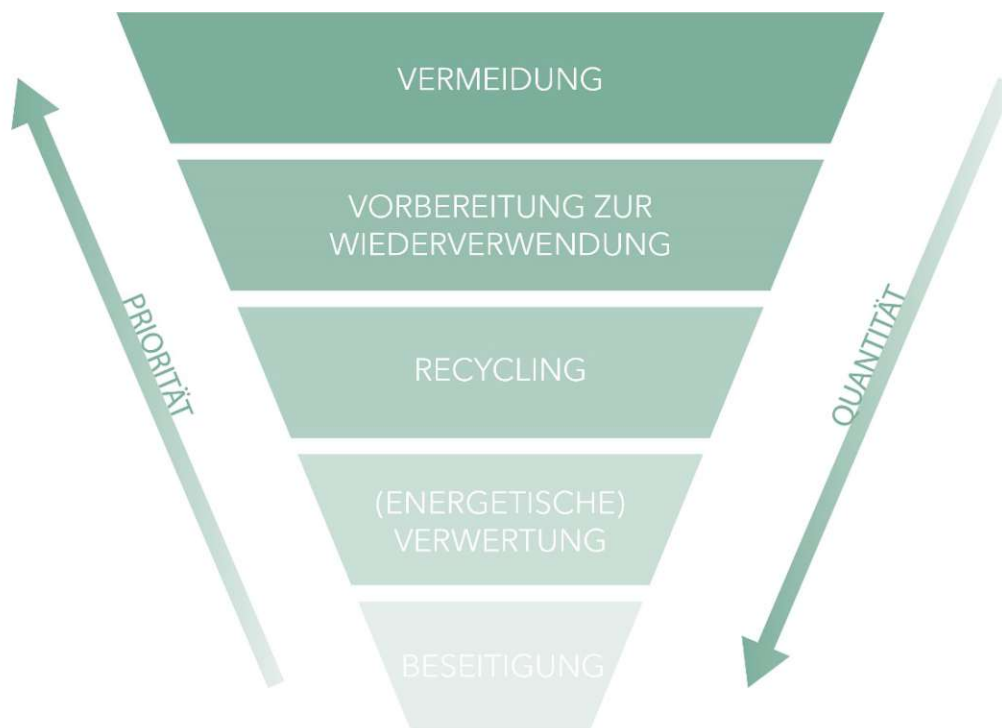 VERMEIDUNG
VORBEREITUNG ZUR
WIEDERVERWENDUNG
PRIORITÄT
QUANTITÄT
RECYCLING
(ENERGETISCHE)
VERWERTUNG
BESEITIGUNG